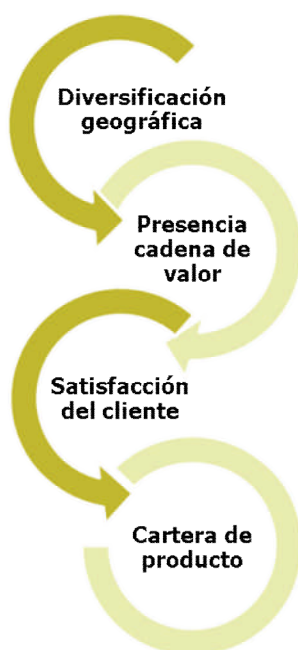 Diversificación
geográfica
Presencia
cadena de
valor
Satisfacción
del cliente
Cartera de
producto